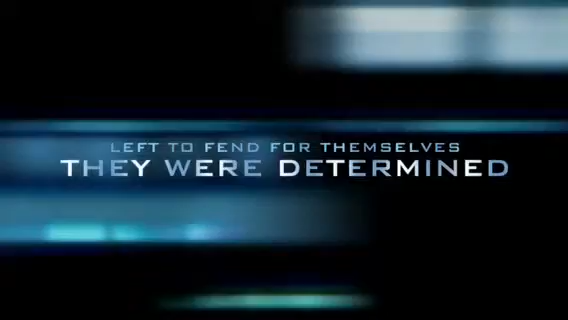 LEFT TO FEND FOR THEMSELVES
THEY WERE DETERMINED